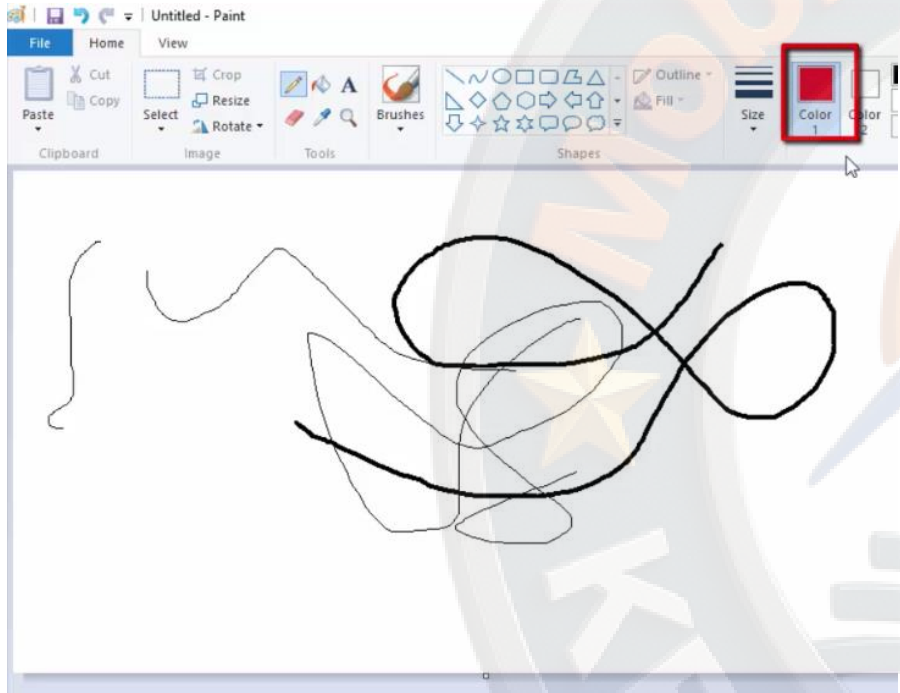 Untitled - Paint
File Home View
Paste Cut Copy Select Crop Resize Rotate Brushes Outline Fill Size Color 1 Color 2
Clipboard Image Tools Shapes